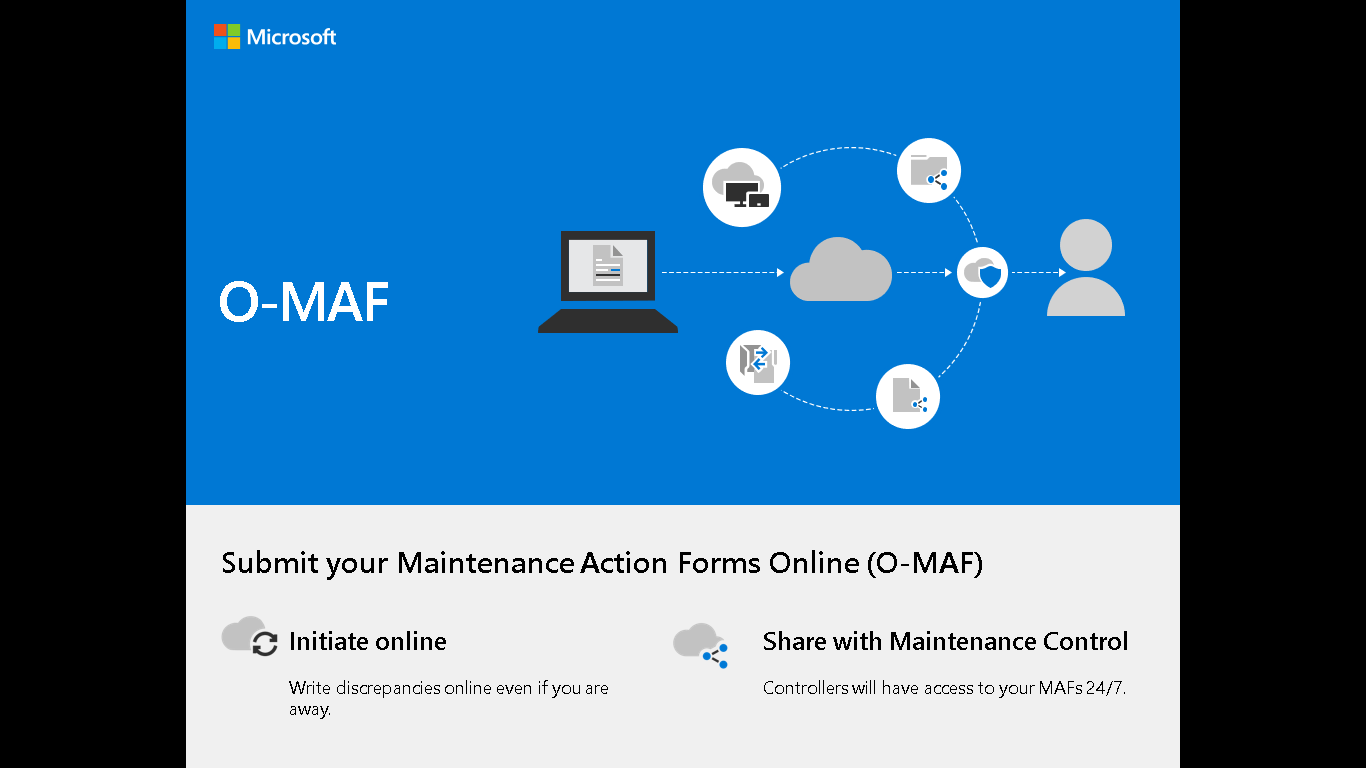 Microsoft
O-MAF
Submit your Maintenance Action Forms Online (O-MAF)
Initiate online
Write discrepancies online even if you are
away.
Share with Maintenance Control
Controllers will have access to your MAFs 24/7.